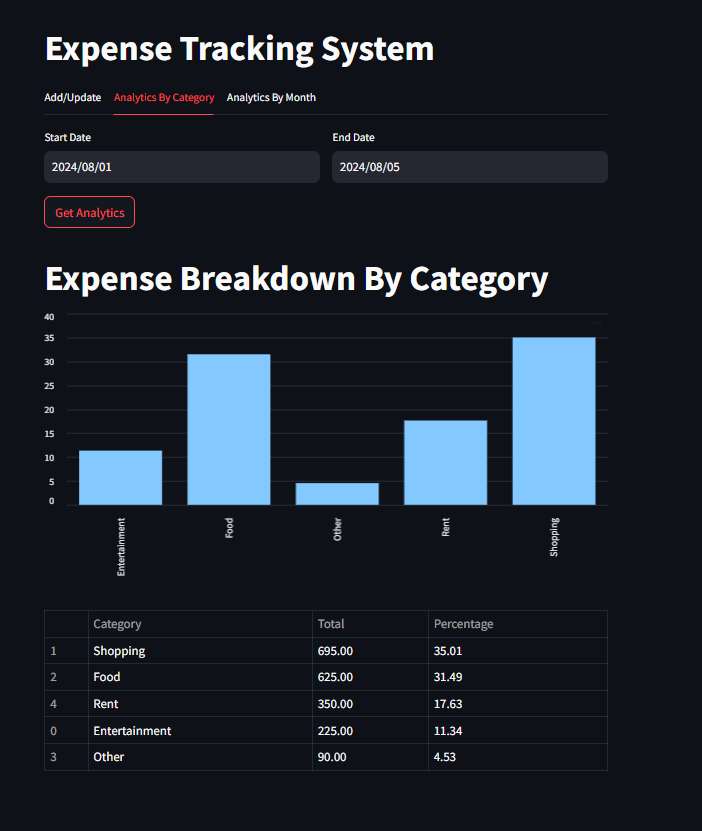 Expense Tracking System
Add/Update Analytics By Category Analytics By Month
Start Date End Date
2024/08/01 2024/08/05
Get Analytics
Expense Breakdown By Category
40
35
30
25
20
15
10
5
0
Entertainment Food Other Rent Shopping
Category Total Percentage
1 Shopping 695.00 35.01
2 Food 625.00 31.49
4 Rent 350.00 17.63
0 Entertainment 225.00 11.34
3 Other 90.00 4.53